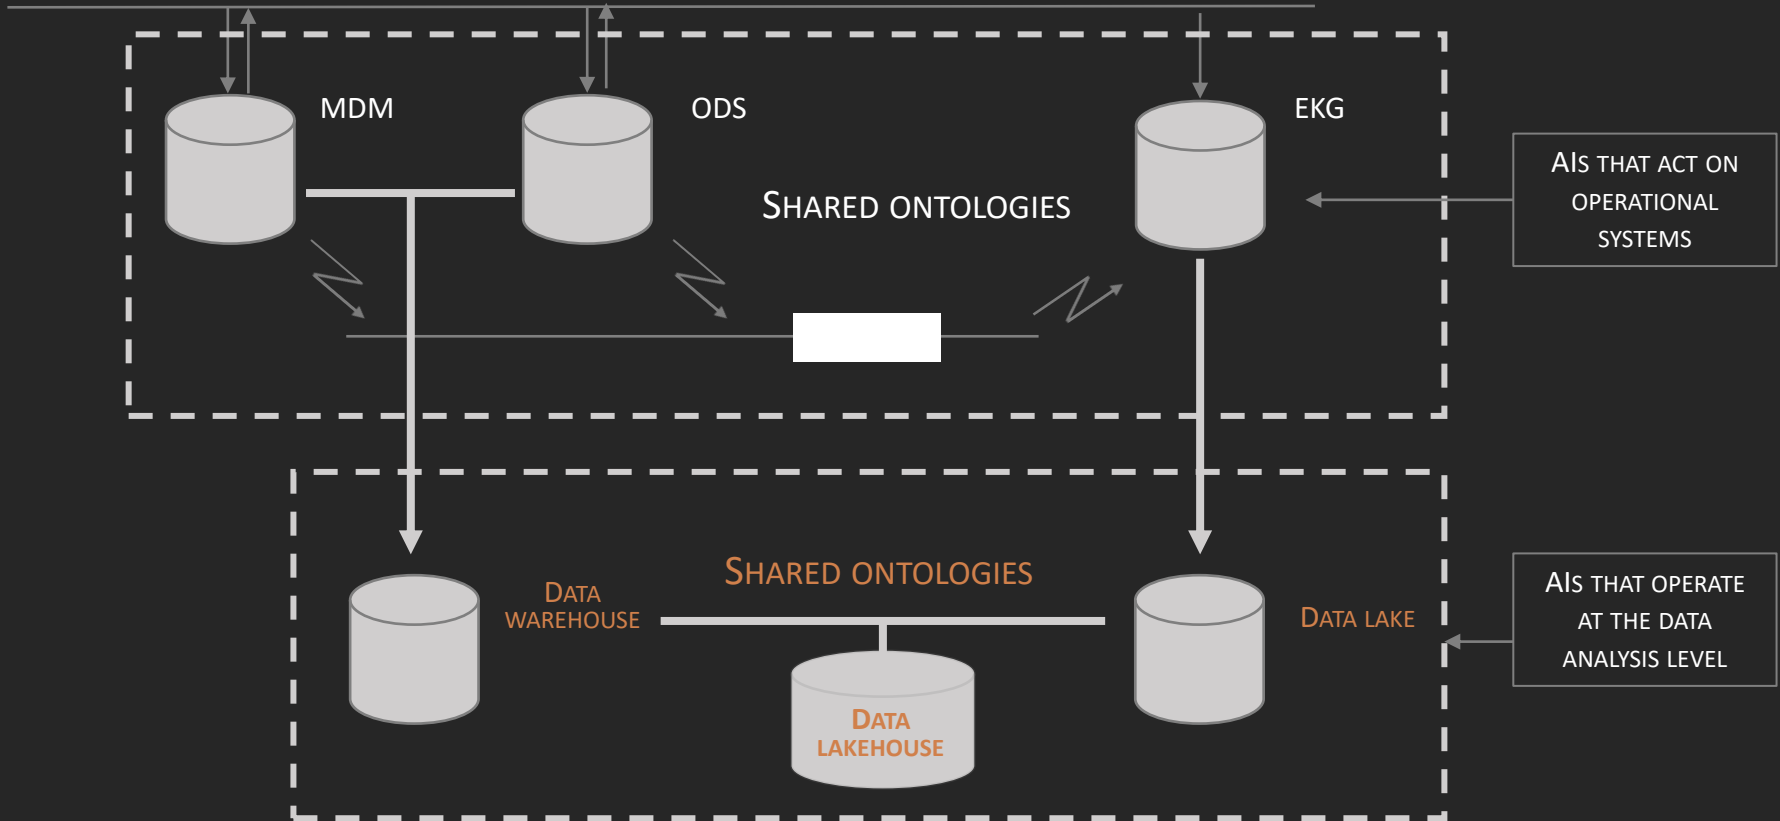 MDM
ODS
EKG
SHARED ONTOLOGIES
AIS THAT ACT ON
OPERATIONAL
SYSTEMS
SHARED ONTOLOGIES
DATA
WAREHOUSE
DATA LAKE
DATA
LAKEHOUSE
AIS THAT OPERATE
AT THE DATA
ANALYSIS LEVEL